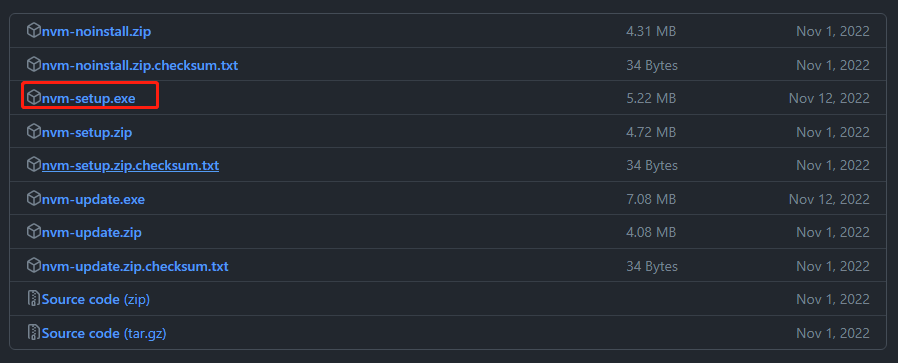 nvm-noinstall.zip 4.31 MB Nov 1, 2022
nvm-noinstall.zip.checksum.txt 34 Bytes Nov 1, 2022
nvm-setup.exe 5.22 MB Nov 12, 2022
nvm-setup.zip 4.72 MB Nov 1, 2022
nvm-setup.zip.checksum.txt 34 Bytes Nov 1, 2022
nvm-update.exe 7.08 MB Nov 12, 2022
nvm-update.zip 4.08 MB Nov 1, 2022
nvm-update.zip.checksum.txt 34 Bytes Nov 1, 2022
Source code (zip) Nov 1, 2022
Source code (tar.gz) Nov 1, 2022